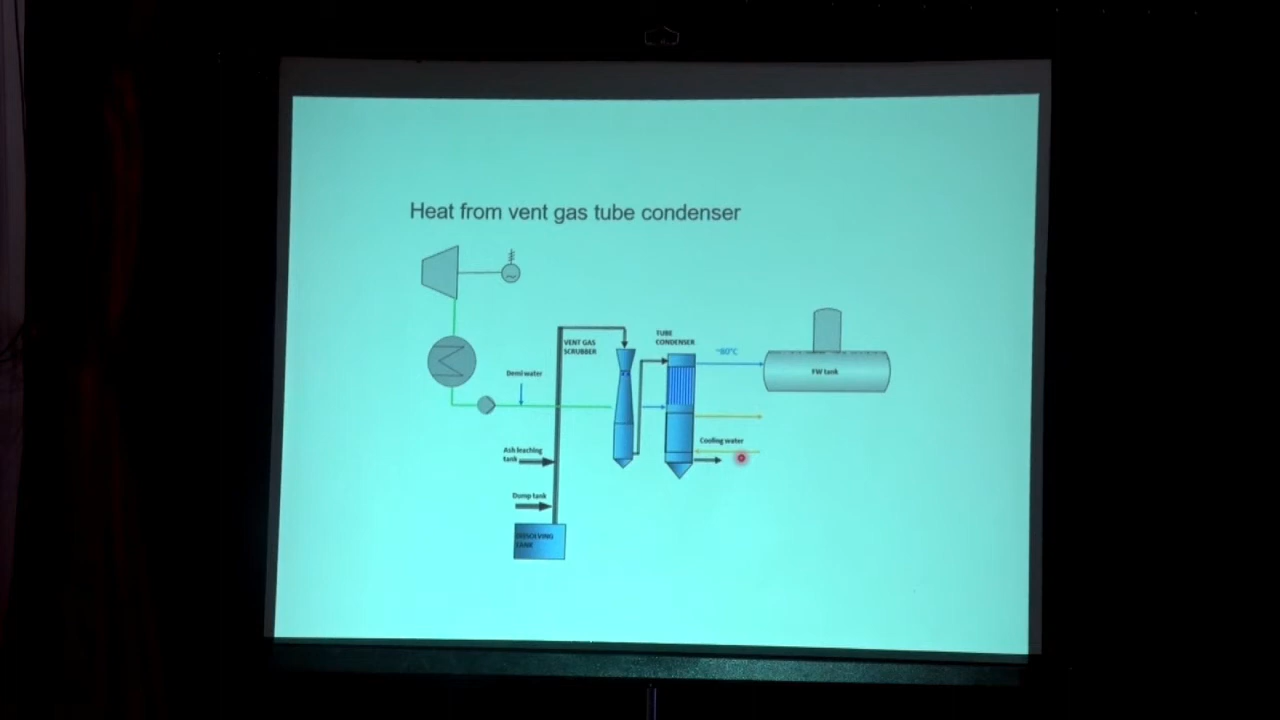 Heat from vent gas tube condenser
VENT GAS
SCRUBBER
TUBE
CONDENSER
~80°C
FW tank
Demi water
Cooling water
Ash leaching
tank
Dump tank
DISSOLVING
TANK